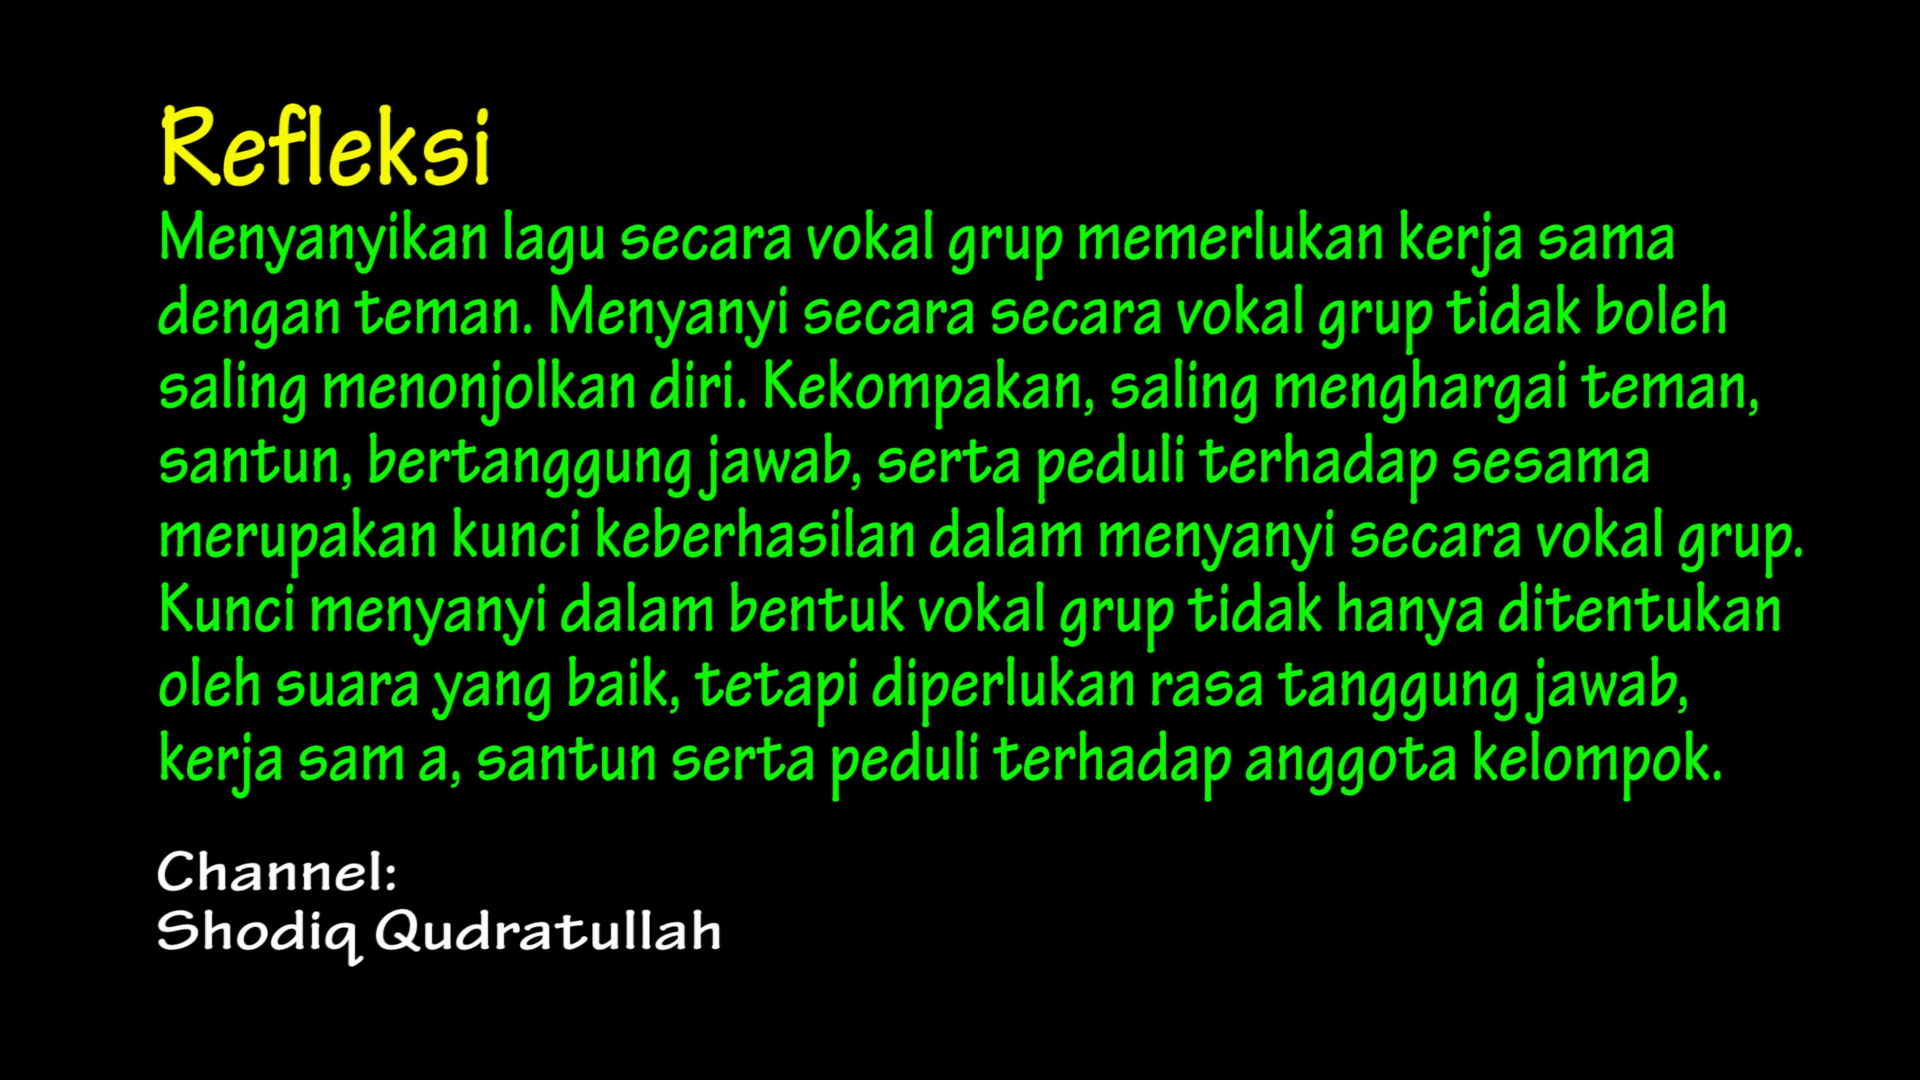 Refleksi
Menyanyikan lagu secara vokal grup memerlukan kerja sama
dengan teman. Menyanyi secara secara vokal grup tidak boleh
saling menonjolkan diri. Kekompakan, saling menghargai teman,
santun, bertanggung jawab, serta peduli terhadap sesama
merupakan kunci keberhasilan dalam menyanyi secara vokal grup.
Kunci menyanyi dalam bentuk vokal grup tidak hanya ditentukan
oleh suara yang baik, tetapi diperlukan rasa tanggung jawab,
kerja sam a, santun serta peduli terhadap anggota kelompok.
Channel:
Shodiq Qudratullah